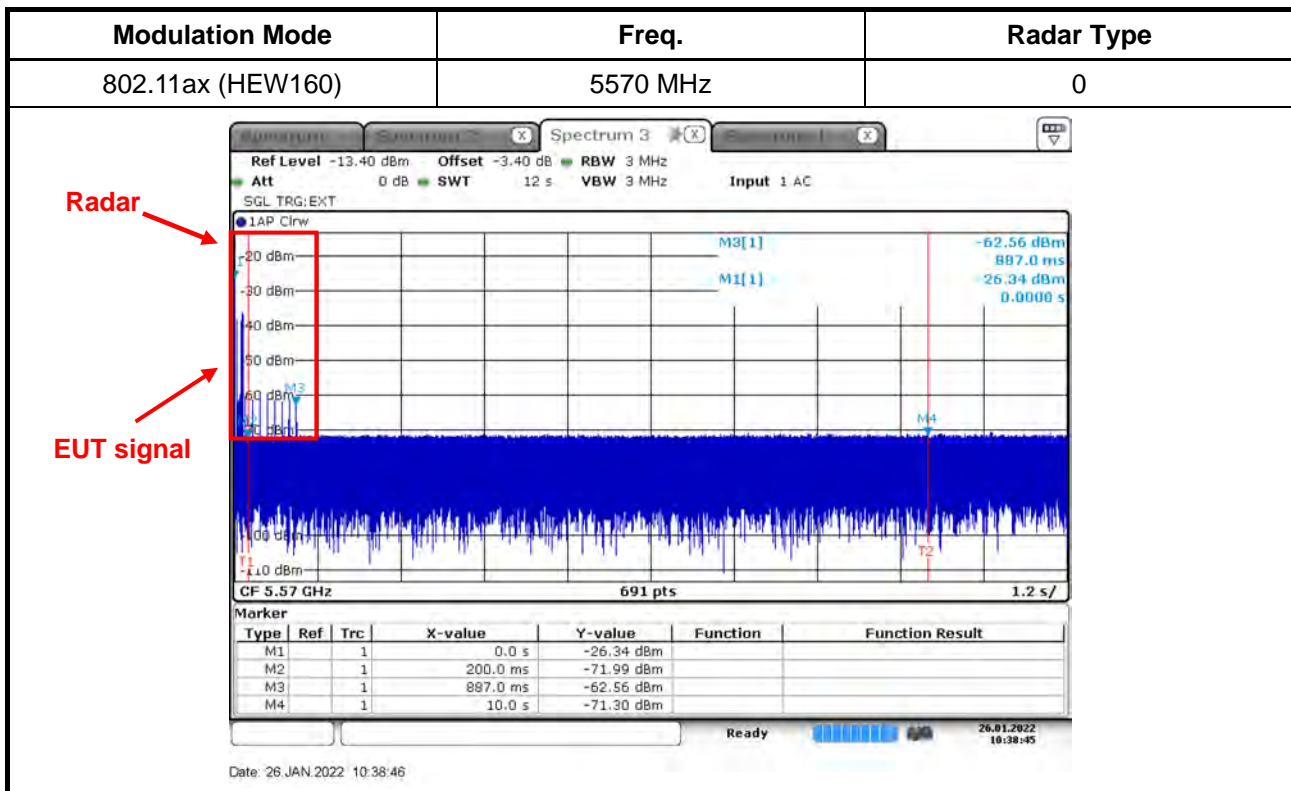 Modulation Mode Freq. Radar Type
802.11ax (HEW160) 5570 MHz 0
Spectrum 3
Ref Level -13.40 dBm Offset -3.40 dB RBW 3 MHz
Att 0 dB SWT 12 s VBW 3 MHz Input 1 AC
SGL TRG:EXT
1AP Clrw
Radar
M3[1] -62.56 dBm
887.0 ms
M1[1] -26.34 dBm
0.0000 s
-20 dBm
-30 dBm
-40 dBm
-50 dBm
-60 dBm
M3
M4
EUT signal
T1
T2
-110 dBm
CF 5.57 GHz 691 pts 1.2 s/
Marker
Type Ref Trc X-value Y-value Function Function Result
M1 1 0.0 s -26.34 dBm
M2 1 200.0 ms -71.99 dBm
M3 1 887.0 ms -62.56 dBm
M4 1 10.0 s -71.30 dBm
Ready 26.01.2022
10:38:45
Date: 26.JAN.2022 10:38:46